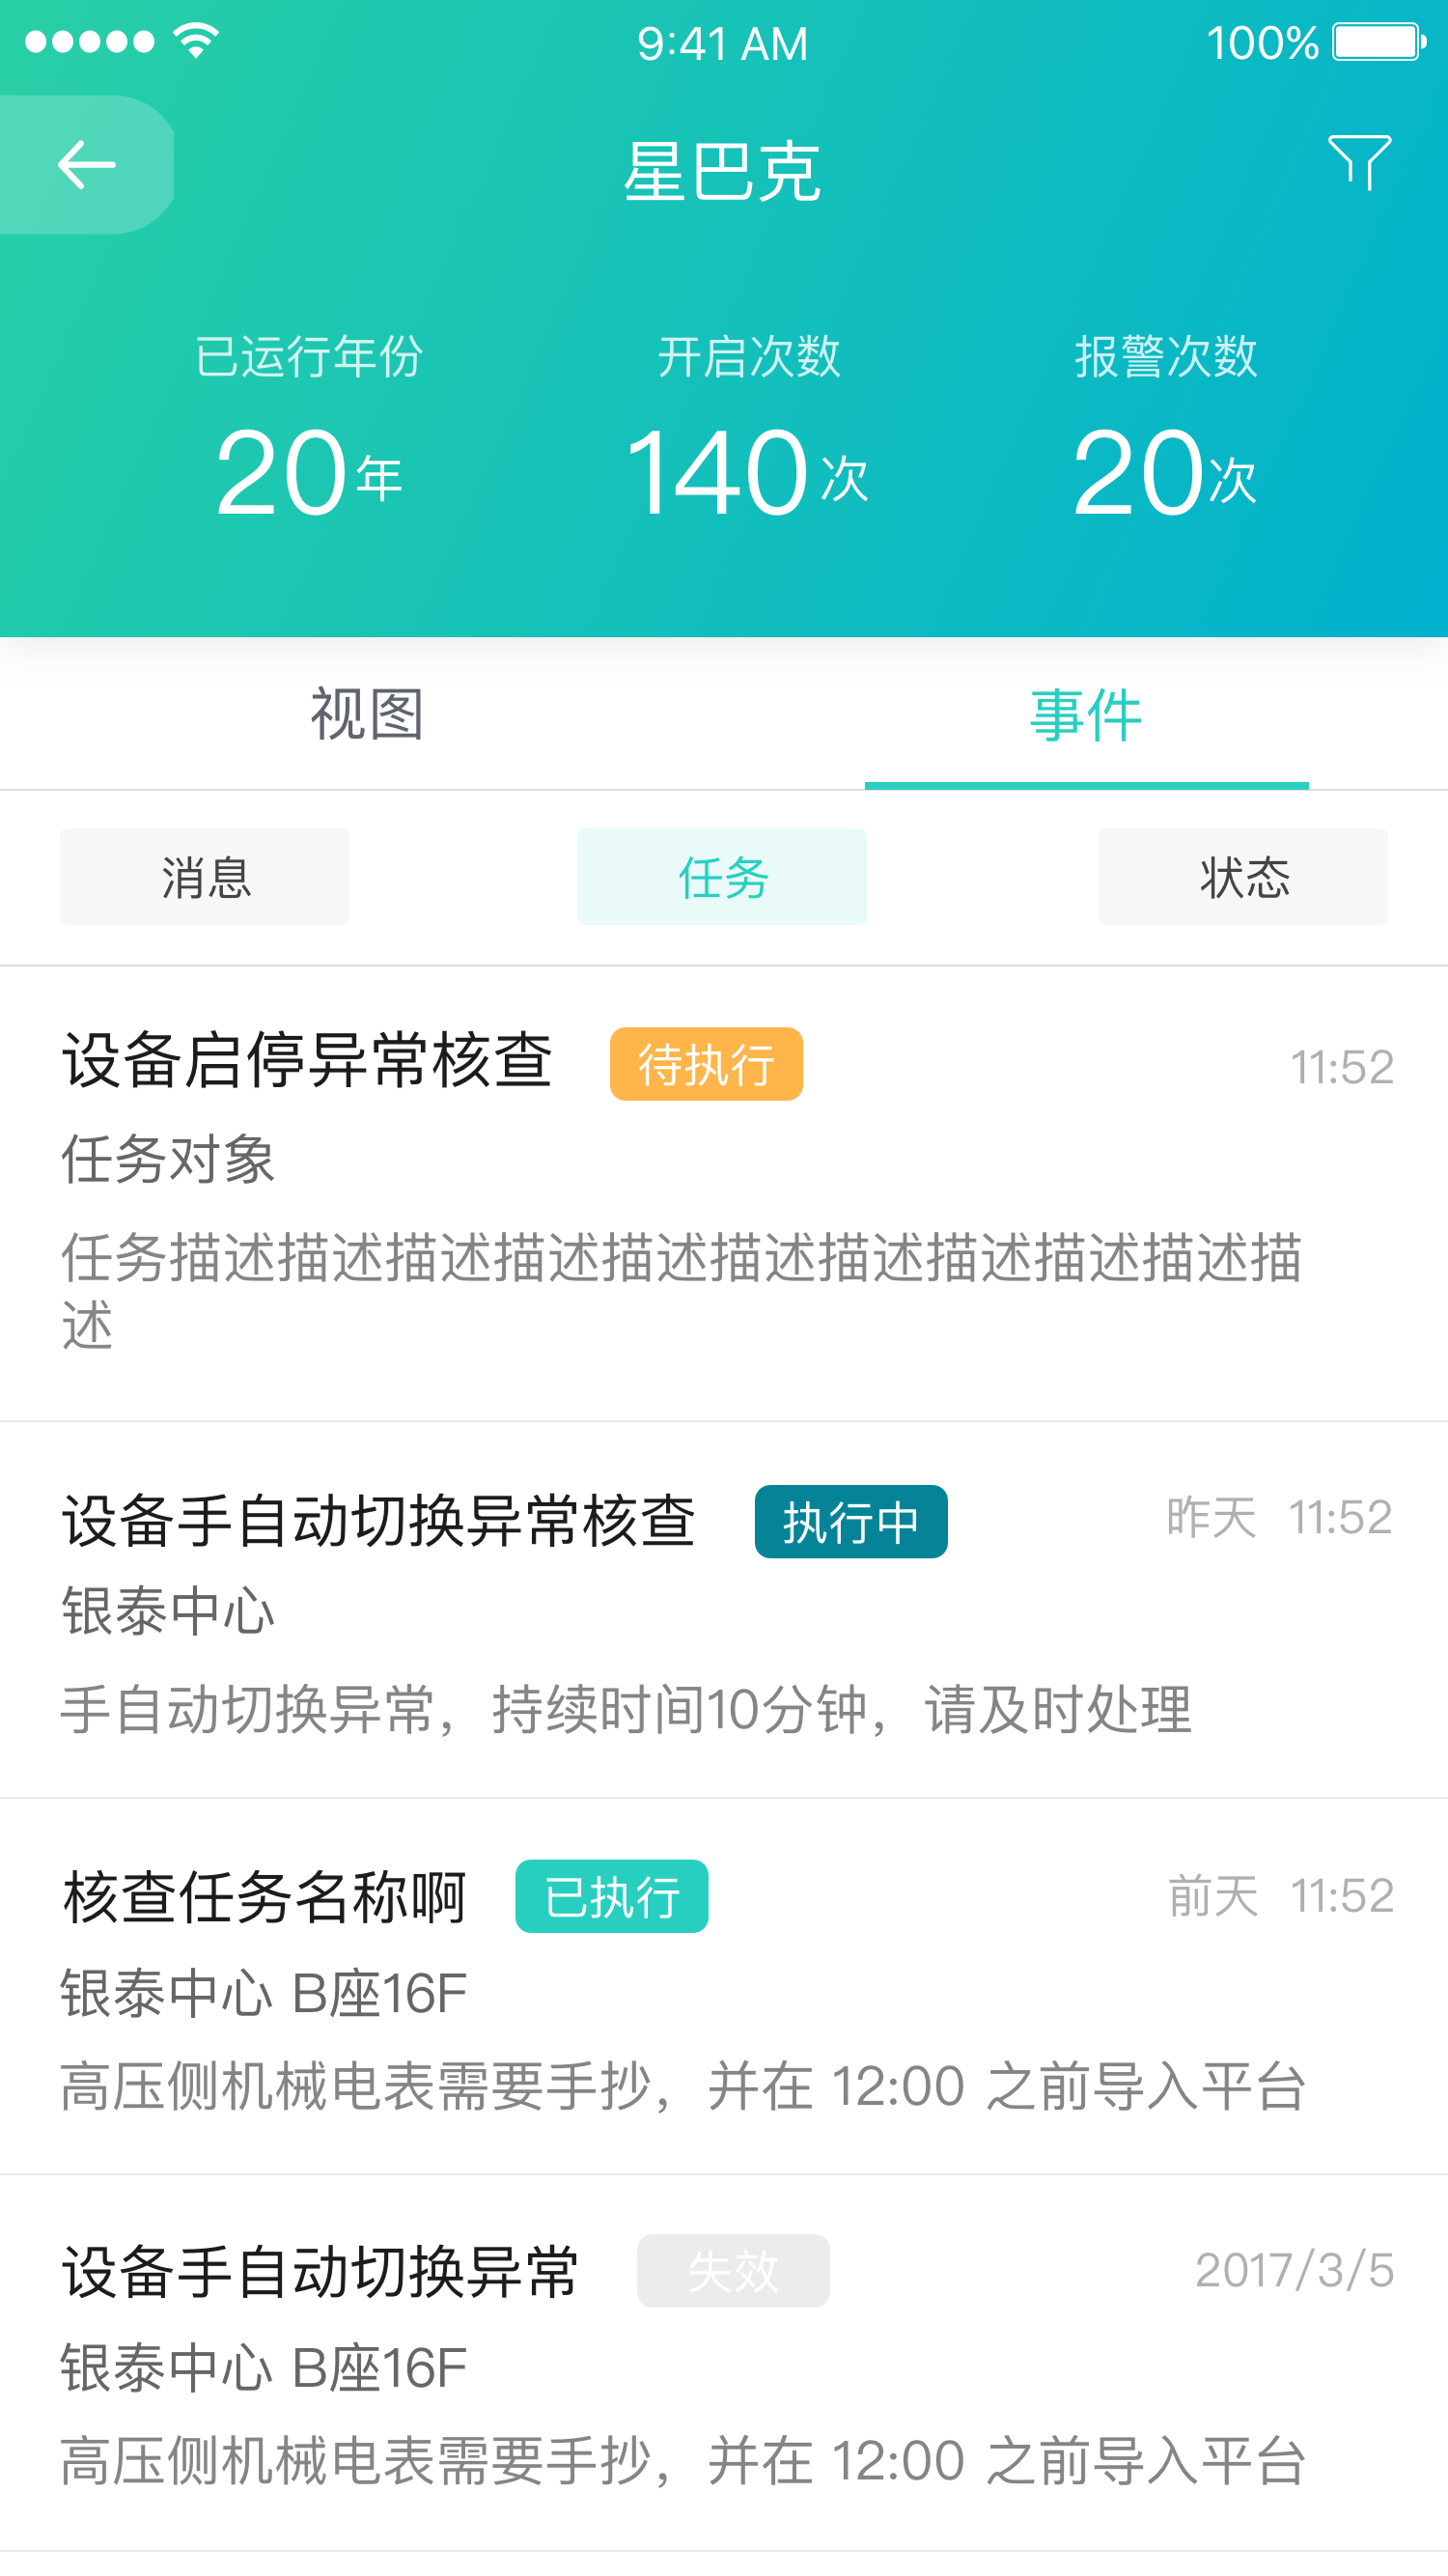 9:41 AM 100%
星巴克
已运行年份 开启次数 报警次数
20年 140次 20次
视图 事件
消息 任务 状态
设备启停异常核查 待执行 11:52
任务对象
任务描述描述描述描述描述描述描述描述描述描述描
述
设备手自动切换异常核查 执行中 昨天 11:52
银泰中心
手自动切换异常，持续时间10分钟，请及时处理
核查任务名称啊 已执行 前天 11:52
银泰中心 B座16F
高压侧机械电表需要手抄，并在 12:00 之前导入平台
设备手自动切换异常 失效 2017/3/5
银泰中心 B座16F
高压侧机械电表需要手抄，并在 12:00 之前导入平台